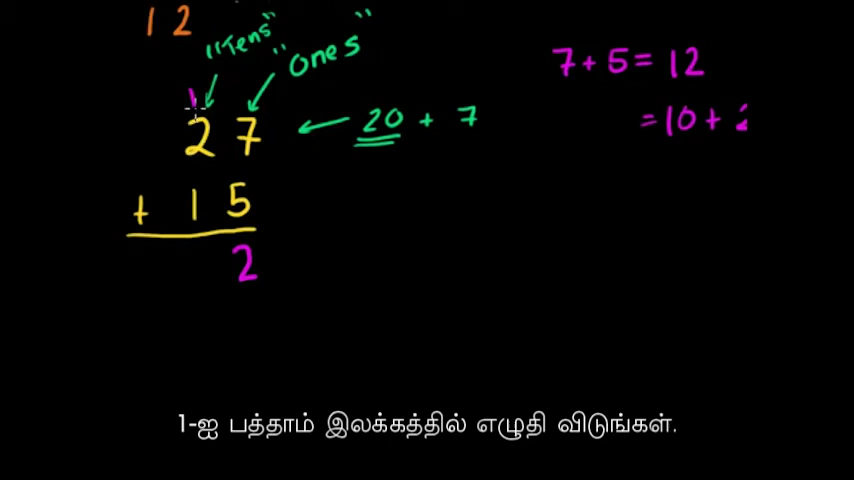 12
"Tens"
"ones"
7 + 5 = 12
= 10 + 2
1
27 ← 20 + 7
+ 15
2
1-ஐ பத்தாம் இலக்கத்தில் எழுதி விடுங்கள்.